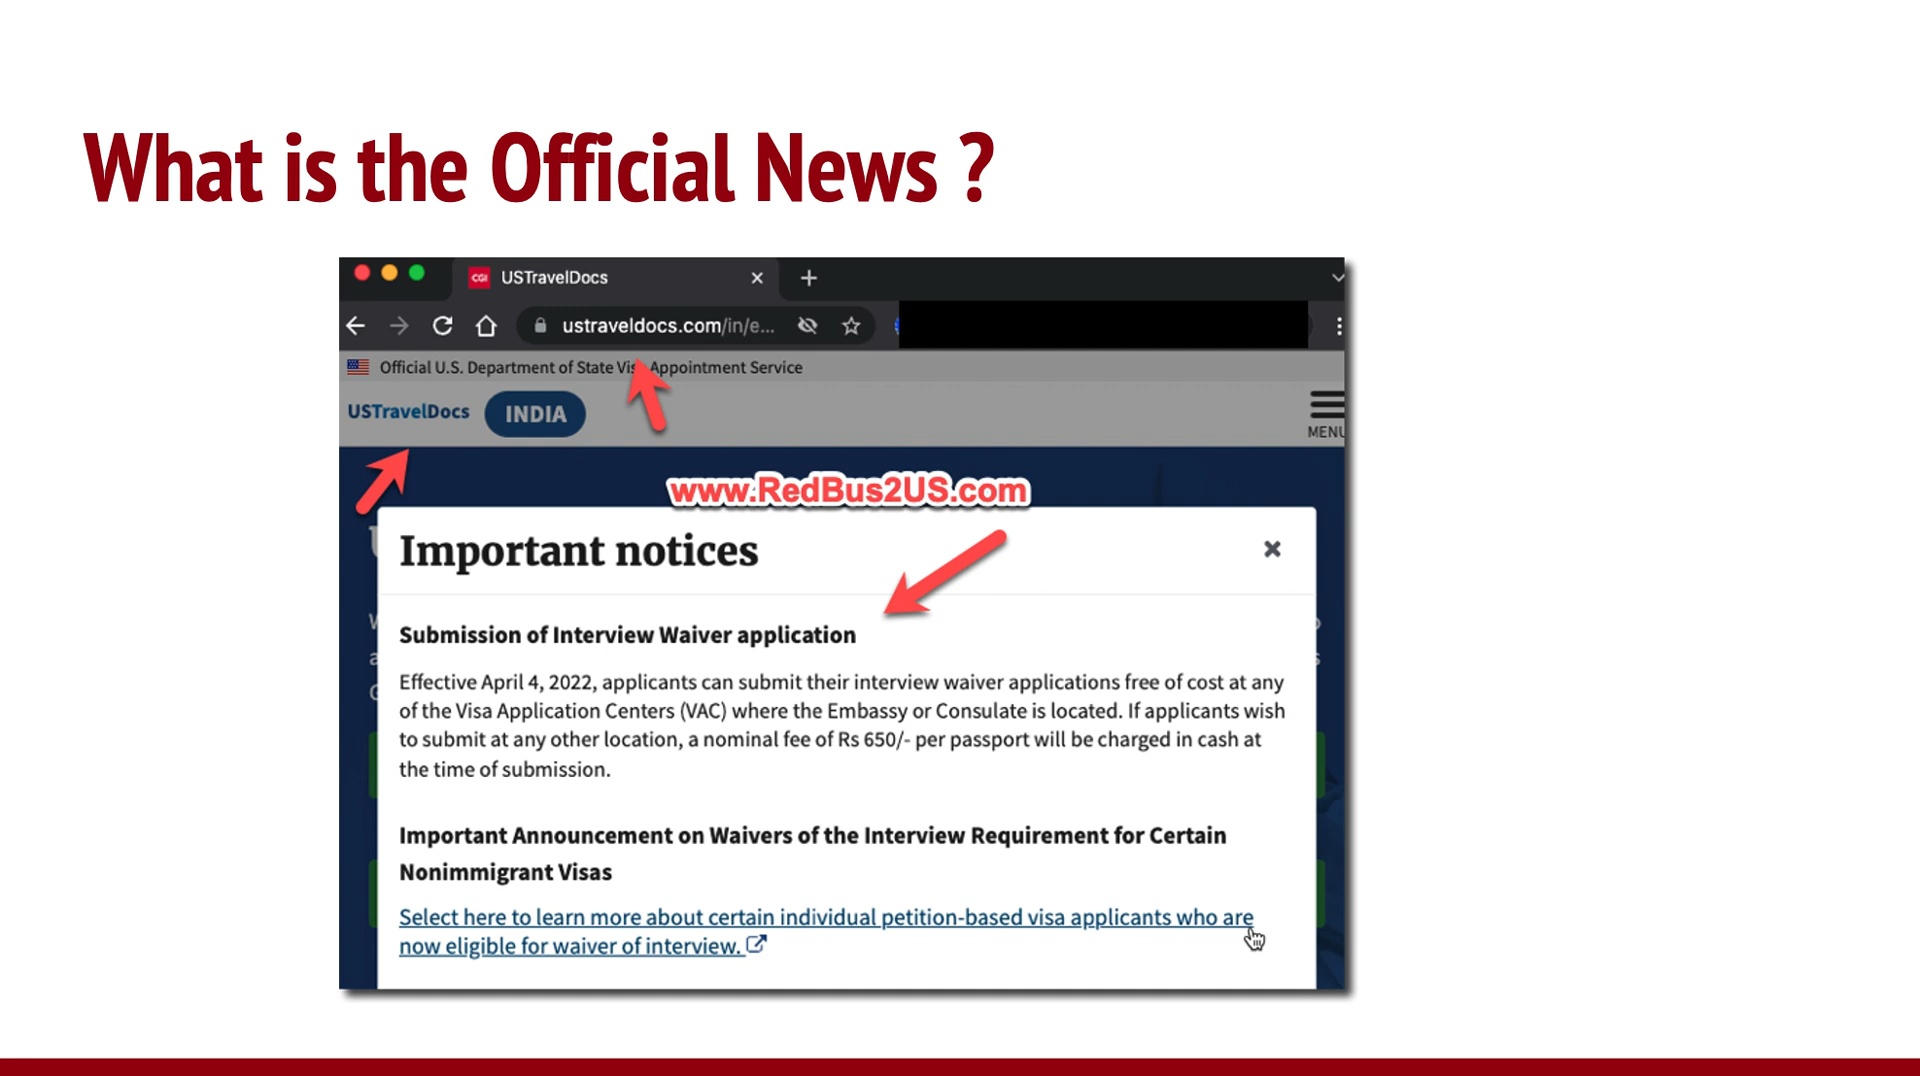 What is the Official News ?
CGI USTravelDocs
ustraveldocs.com/in/e...
Official U.S. Department of State Appointment Service
USTravelDocs INDIA
MENU
www.RedBus2US.com
Important notices
Submission of Interview Waiver application
Effective April 4, 2022, applicants can submit their interview waiver applications free of cost at any
of the Visa Application Centers (VAC) where the Embassy or Consulate is located. If applicants wish
to submit at any other location, a nominal fee of Rs 650/- per passport will be charged in cash at
the time of submission.
Important Announcement on Waivers of the Interview Requirement for Certain
Nonimmigrant Visas
Select here to learn more about certain individual petition-based visa applicants who are
now eligible for waiver of interview.